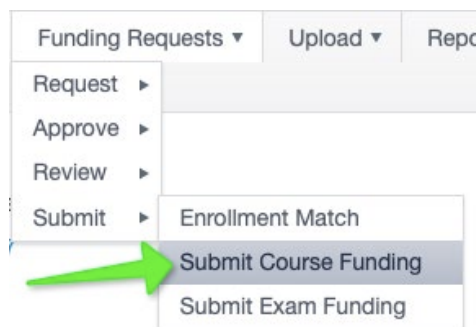 Funding Requests ▾ Upload ▾
Request ▸
Approve ▸
Review ▸
Submit ▸ Enrollment Match
Submit Course Funding
Submit Exam Funding